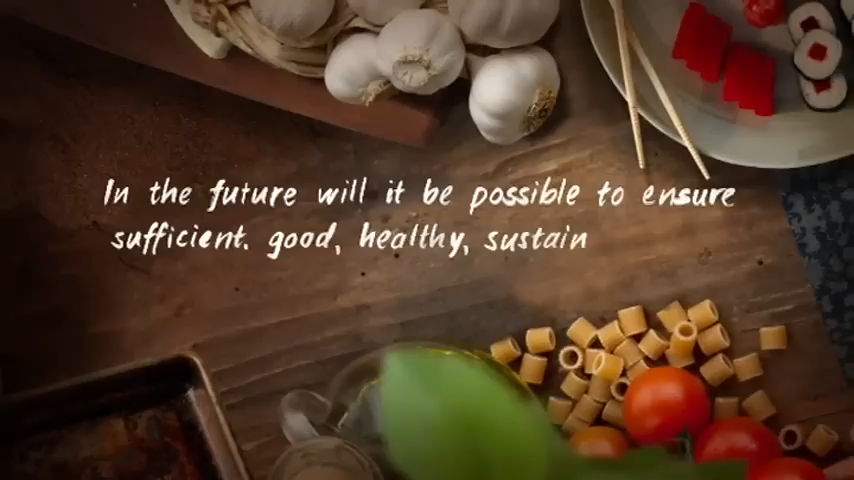 In the future will it be possible to ensure
sufficient. good, healthy, sustain